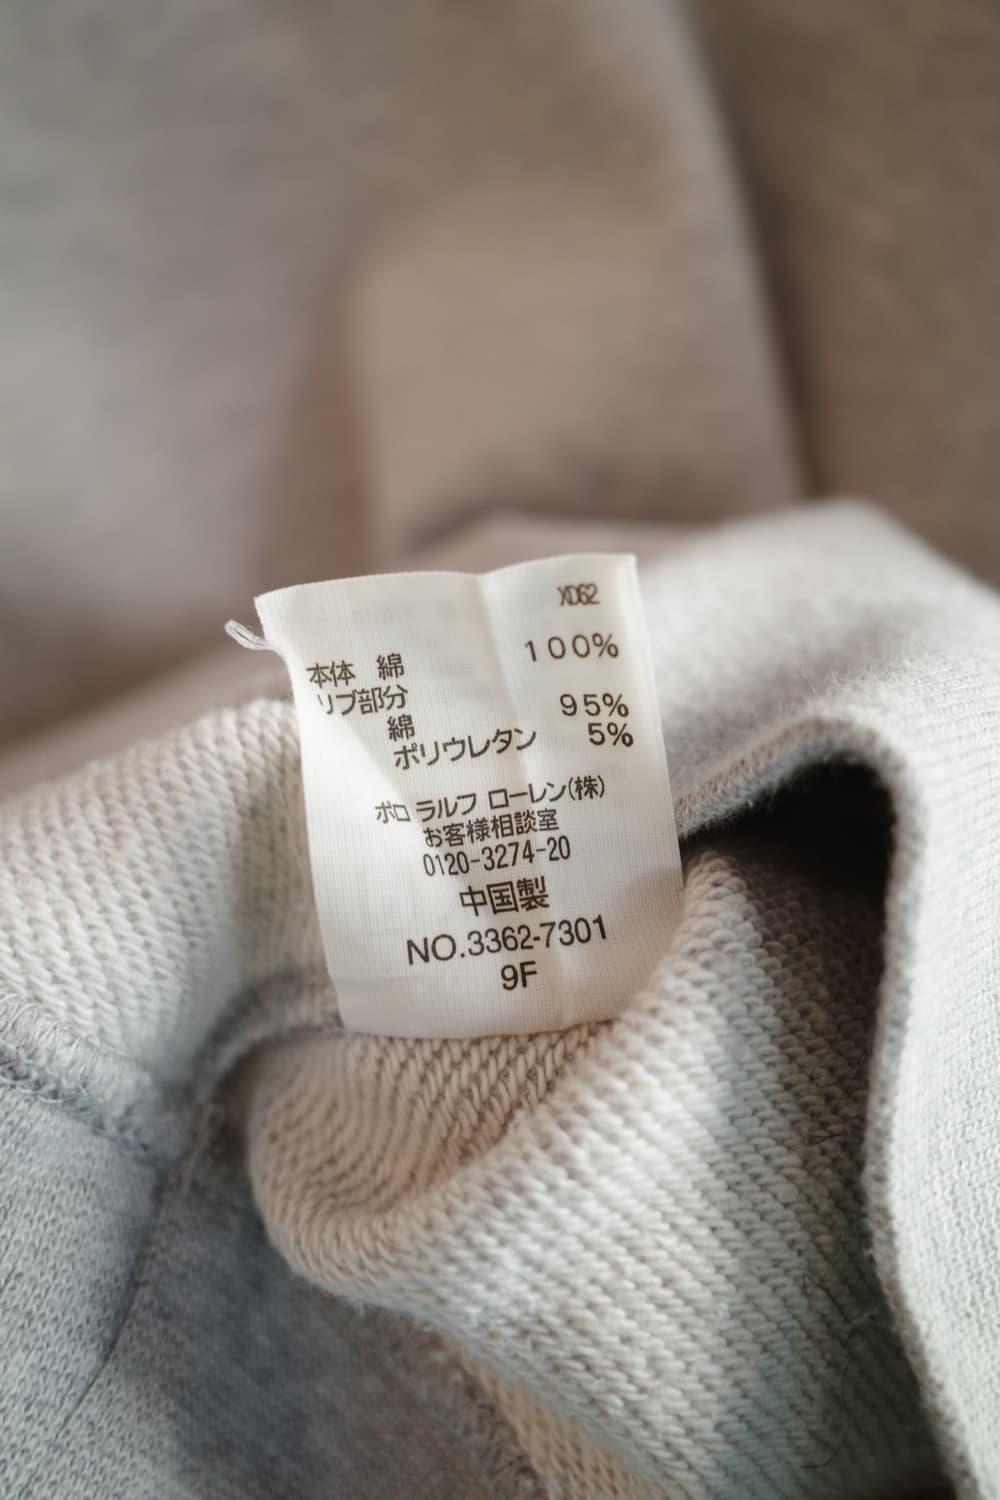 XD62
本体 綿 100%
リブ部分
綿 95%
ポリウレタン 5%
ポロ ラルフ ローレン(株)
お客様相談室
0120-3274-20
中国製
NO.3362-7301
9F